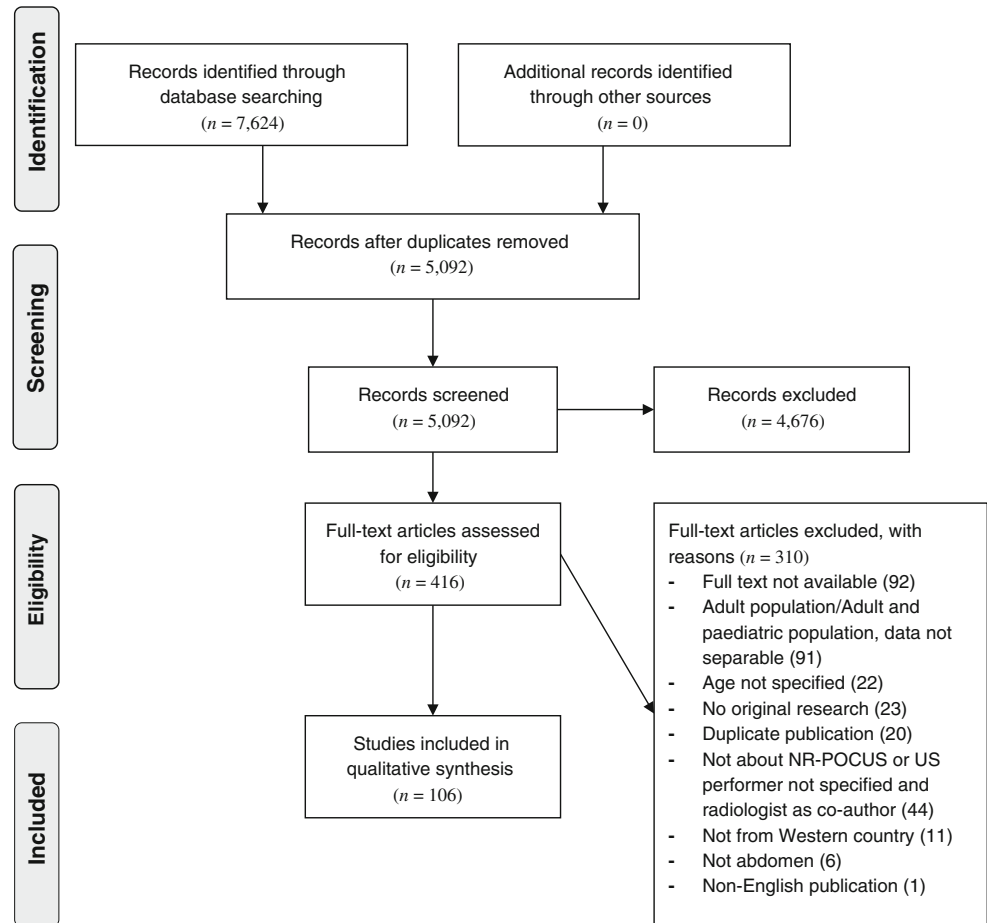 Identification
Records identified through
database searching
(n = 7,624)
Additional records identified
through other sources
(n = 0)
Records after duplicates removed
(n = 5,092)
Screening
Records screened
(n = 5,092)
Records excluded
(n = 4,676)
Eligibility
Full-text articles assessed
for eligibility
(n = 416)
Full-text articles excluded, with
reasons (n = 310)
- Full text not available (92)
- Adult population/Adult and
paediatric population, data not
separable (91)
- Age not specified (22)
- No original research (23)
- Duplicate publication (20)
- Not about NR-POCUS or US
performer not specified and
radiologist as co-author (44)
- Not from Western country (11)
- Not abdomen (6)
- Non-English publication (1)
Included
Studies included in
qualitative synthesis
(n = 106)